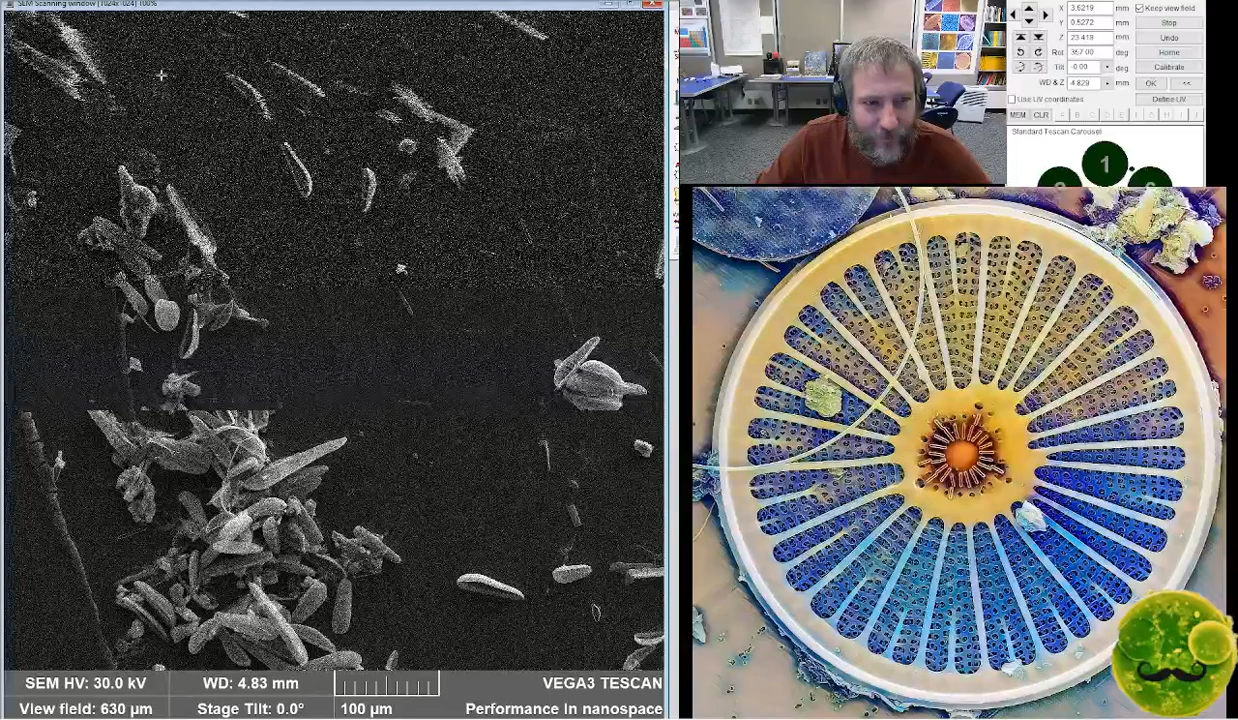 SEM Scanning window [1024x1024] 100%
SEM HV: 30.0 kV
WD: 4.83 mm
VEGA3 TESCAN
View field: 630 µm
Stage Tilt: 0.0°
100 µm
Performance in nanospace
X 3.6219 mm
Keep view field
Y 0.5272 mm
Stop
Z 23.419 mm
Undo
Rot 357.00 deg
Home
Tilt -0.00 deg
Calibrate
WD & Z 4.829 mm
OK
<<
Use UV coordinates
Define UV
MEM CLR
Standard Tescan Carousel
1